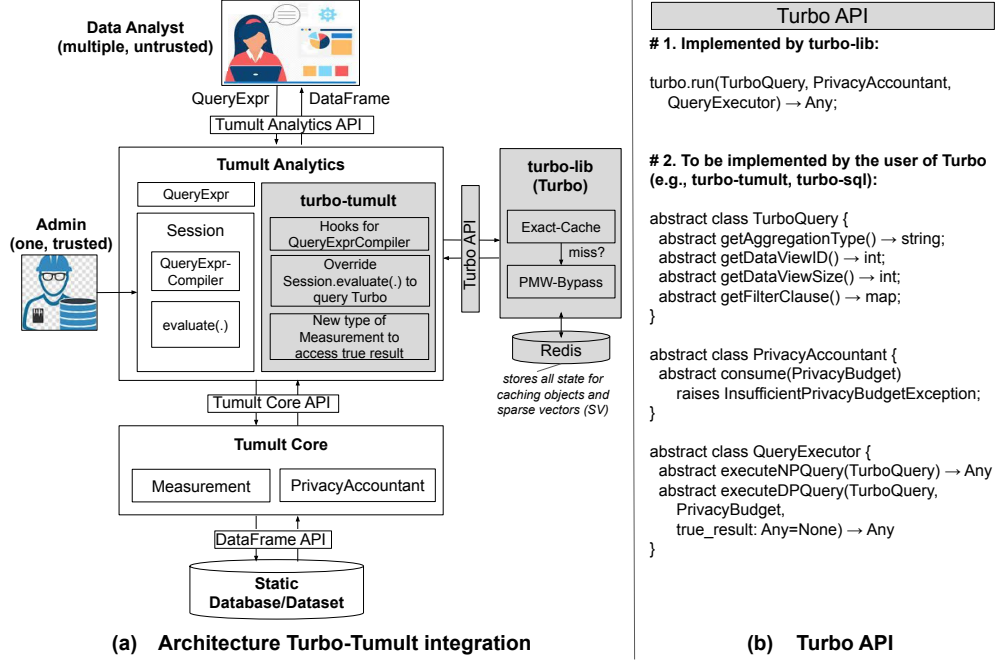 Data Analyst
(multiple, untrusted)
QueryExpr
DataFrame
Tumult Analytics API
Tumult Analytics
QueryExpr
Session
QueryExpr-
Compiler
evaluate(.)
turbo-tumult
Hooks for
QueryExprCompiler
Override
Session.evaluate(.) to
query Turbo
New type of
Measurement to
access true result
Admin
(one, trusted)
Turbo API
turbo-lib
(Turbo)
Exact-Cache
miss?
PMW-Bypass
Redis
stores all state for
caching objects and
sparse vectors (SV)
Tumult Core API
Tumult Core
Measurement
PrivacyAccountant
DataFrame API
Static
Database/Dataset
(a) Architecture Turbo-Tumult integration
Turbo API
# 1. Implemented by turbo-lib:
turbo.run(TurboQuery, PrivacyAccountant,
QueryExecutor) → Any;
# 2. To be implemented by the user of Turbo
(e.g., turbo-tumult, turbo-sql):
abstract class TurboQuery {
abstract getAggregationType() → string;
abstract getDataViewID() → int;
abstract getDataViewSize() → int;
abstract getFilterClause() → map;
}
abstract class PrivacyAccountant {
abstract consume(PrivacyBudget)
raises InsufficientPrivacyBudgetException;
}
abstract class QueryExecutor {
abstract executeNPQuery(TurboQuery) → Any
abstract executeDPQuery(TurboQuery,
PrivacyBudget,
true_result: Any=None) → Any
}
(b) Turbo API